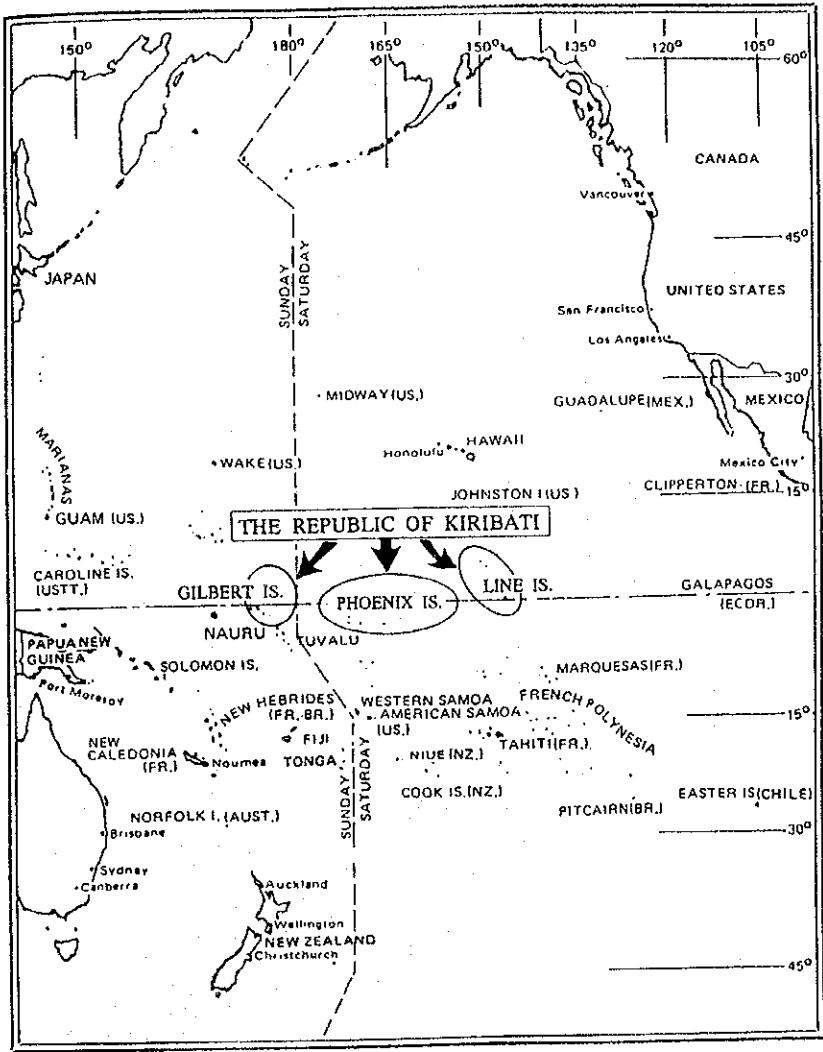 150°
180°
165°
150°
135°
120°
105°
60°
CANADA
Vancouver
45°
JAPAN
SUNDAY
SATURDAY
UNITED STATES
San Francisco
Los Angeles
30°
MIDWAY (US.)
GUADALUPE (MEX.)
MEXICO
MARIANAS
HAWAII
Honolulu
WAKE (US.)
Mexico City
CLIPPERTON (FR.)
15°
JOHNSTON I (US)
GUAM (US.)
THE REPUBLIC OF KIRIBATI
CAROLINE IS.
(USTT.)
GILBERT IS.
PHOENIX IS.
LINE IS.
GALAPAGOS
(ECOR.)
NAURU
TUVALU
PAPUA NEW
GUINEA
SOLOMON IS.
Port Moresby
MARQUESAS (FR.)
NEW HEBRIDES
(FR.-BR.)
WESTERN SAMOA
AMERICAN SAMOA
(US.)
FRENCH POLYNESIA
15°
NEW
CALEDONIA
(FR.)
Noumea
FIJI
TONGA
NIUE (NZ.)
TAHITI (FR.)
SUNDAY
SATURDAY
COOK IS. (NZ.)
PITCAIRN (BR.)
EASTER IS (CHILE)
NORFOLK I. (AUST.)
Brisbane
30°
Sydney
Canberra
Auckland
Wellington
NEW ZEALAND
Christchurch
45°